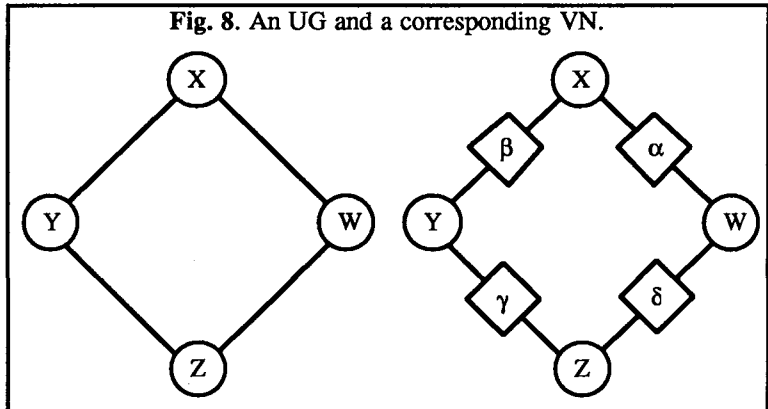 Fig. 8. An UG and a corresponding VN.
X
Y
W
Z
X
β
α
Y
W
γ
δ
Z